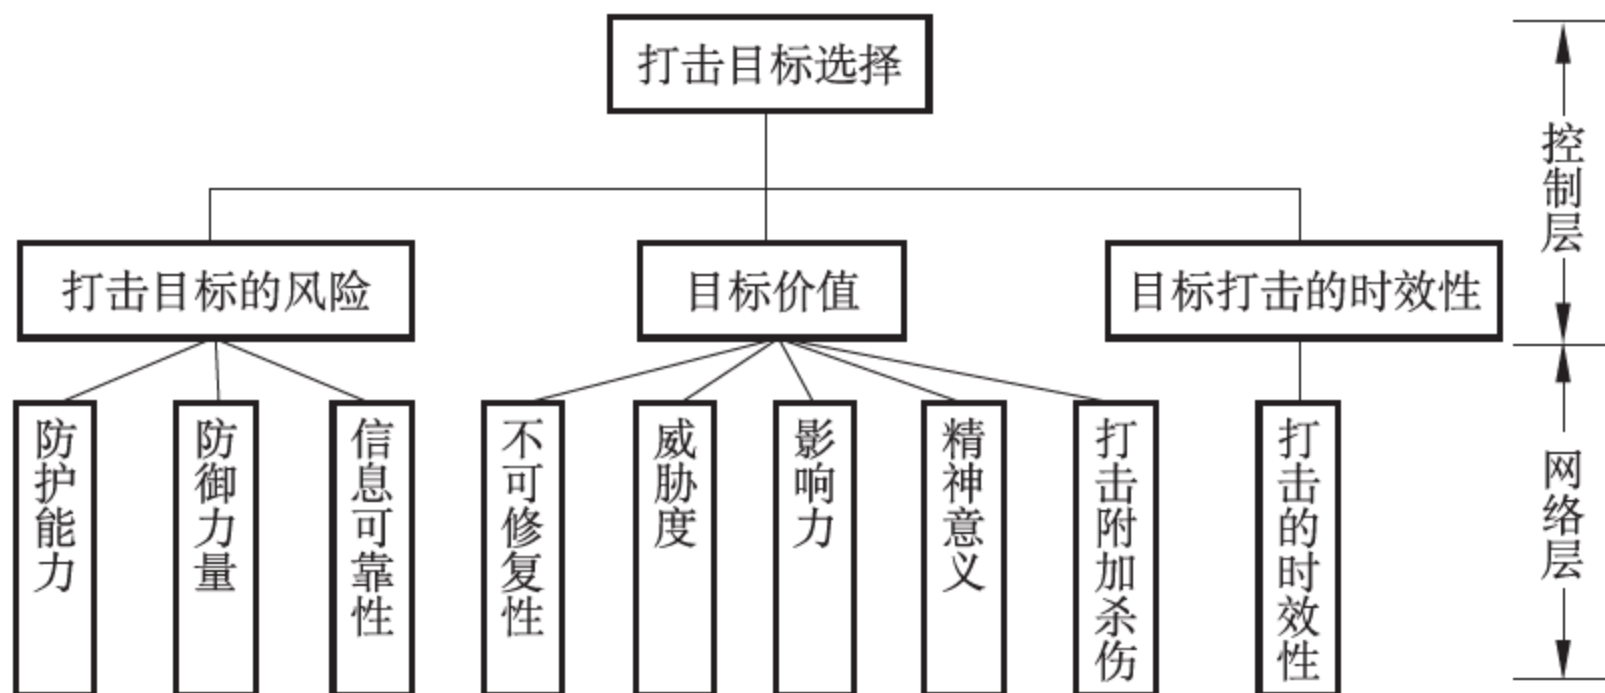 打击目标选择
控制层
打击目标的风险
目标价值
目标打击的时效性
防护能力
防御力量
信息可靠性
不可修复性
威胁度
影响力
精神意义
打击附加杀伤
打击的时效性
网络层